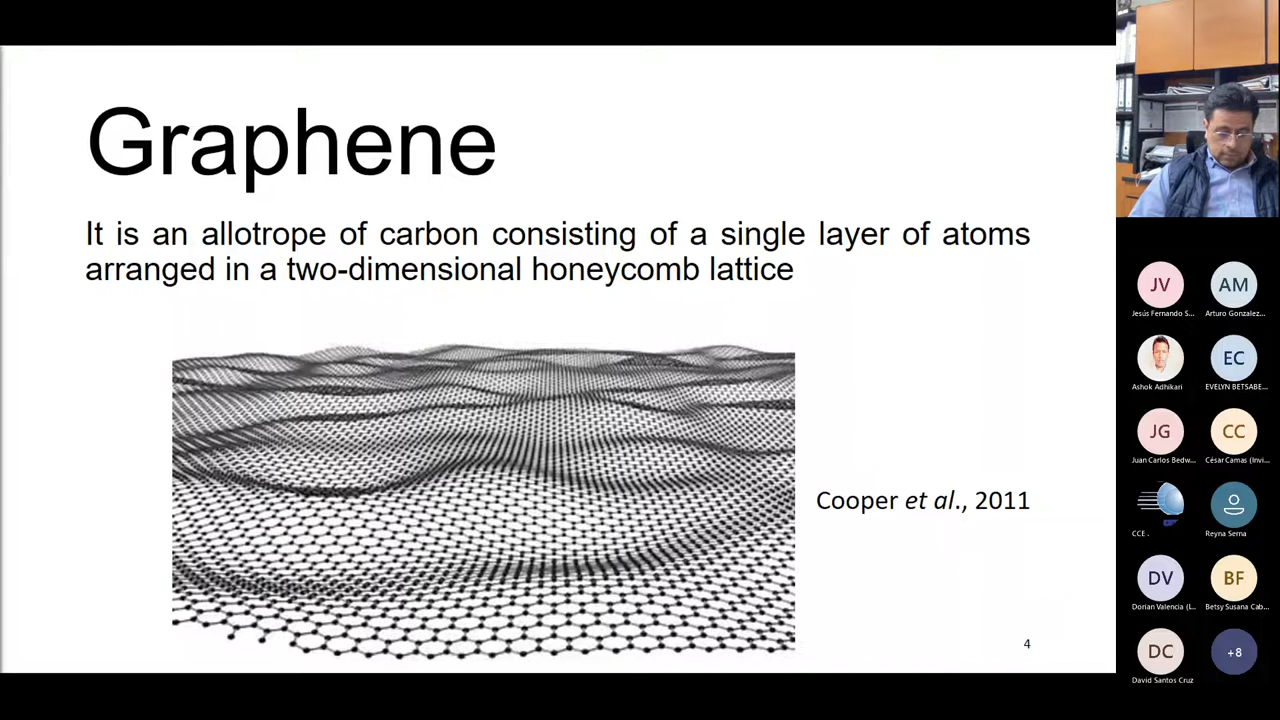 Graphene
It is an allotrope of carbon consisting of a single layer of atoms
arranged in a two-dimensional honeycomb lattice
Cooper et al., 2011
4
JV
AM
Jesús Fernando S...
Arturo Gonzalez...
EC
Ashok Adhikari
EVELYN BETSABE...
JG
CC
Juan Carlos Bedw...
César Camas (Invi...
CCE .
Reyna Serna
DV
BF
Dorian Valencia (L...
Betsy Susana Cab...
DC
+8
David Santos Cruz